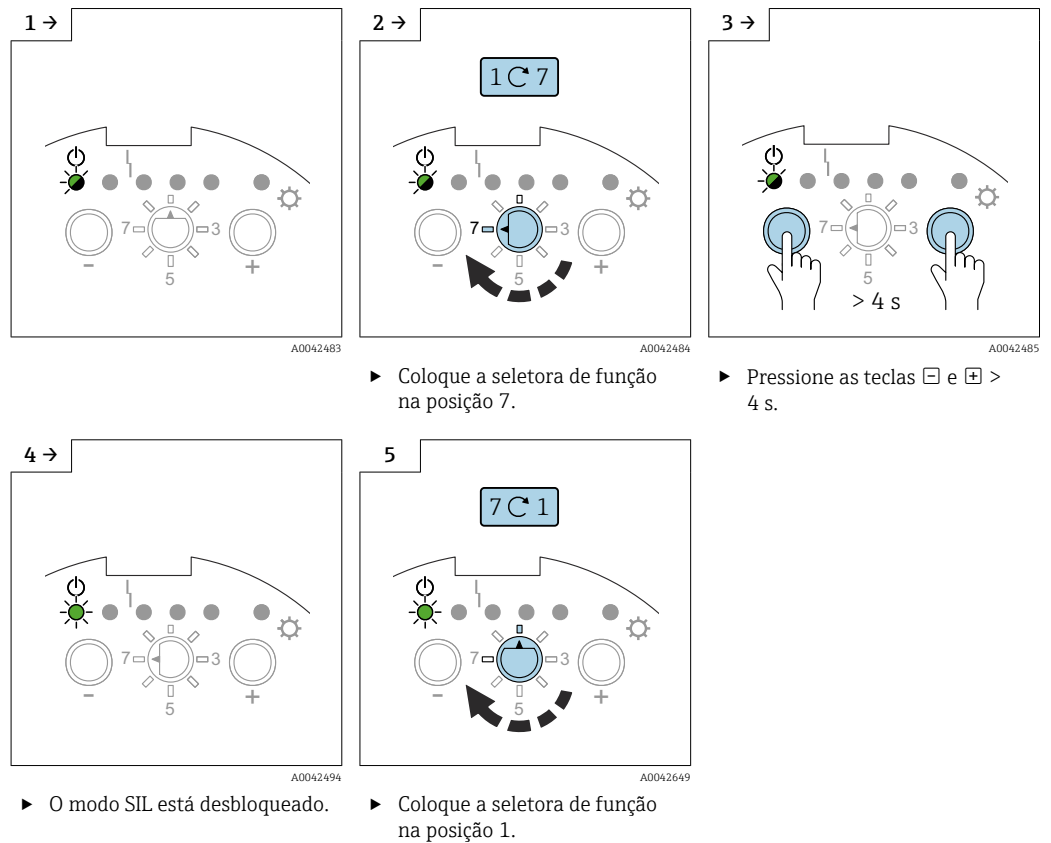 1 →
7
3
5
-
+
A0042483
2 →
1 7
7
3
5
-
+
A0042484
▶ Coloque a seletora de função
na posição 7.
3 →
7
3
5
> 4 s
A0042485
▶ Pressione as teclas ⊟ e ⊞ >
4 s.
4 →
7
3
5
-
+
A0042494
▶ O modo SIL está desbloqueado.
5
7 1
7
3
5
-
+
A0042649
▶ Coloque a seletora de função
na posição 1.